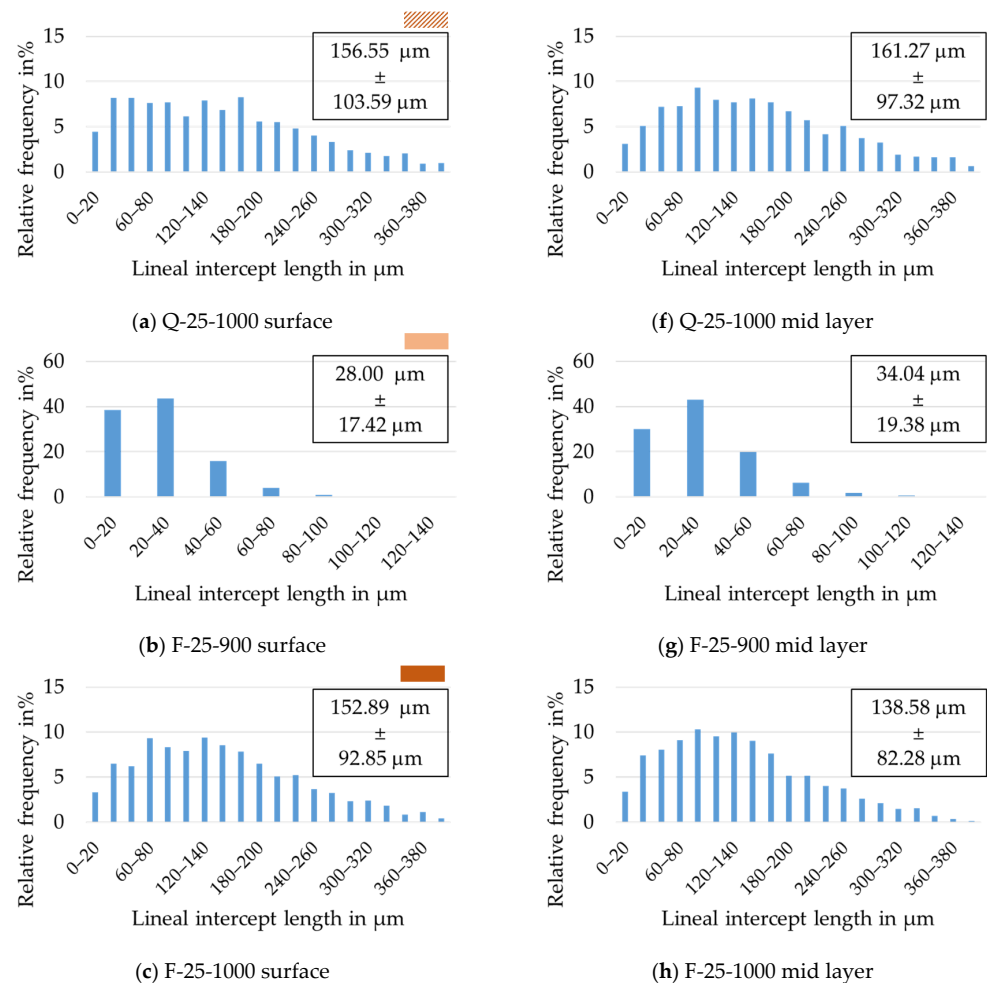 15
10
5
0
Relative frequency in%
156.55 µm
±
103.59 µm
0–20
60–80
120–140
180–200
240–260
300–320
360–380
Lineal intercept length in µm
(a) Q-25-1000 surface
15
10
5
0
Relative frequency in%
161.27 µm
±
97.32 µm
0–20
60–80
120–140
180–200
240–260
300–320
360–380
Lineal intercept length in µm
(f) Q-25-1000 mid layer
60
40
20
0
Relative frequency in%
28.00 µm
±
17.42 µm
0–20
20–40
40–60
60–80
80–100
100–120
120–140
Lineal intercept length in µm
(b) F-25-900 surface
60
40
20
0
Relative frequency in%
34.04 µm
±
19.38 µm
0–20
20–40
40–60
60–80
80–100
100–120
120–140
Lineal intercept length in µm
(g) F-25-900 mid layer
15
10
5
0
Relative frequency in%
152.89 µm
±
92.85 µm
0–20
60–80
120–140
180–200
240–260
300–320
360–380
Lineal intercept length in µm
(c) F-25-1000 surface
15
10
5
0
Relative frequency in%
138.58 µm
±
82.28 µm
0–20
60–80
120–140
180–200
240–260
300–320
360–380
Lineal intercept length in µm
(h) F-25-1000 mid layer